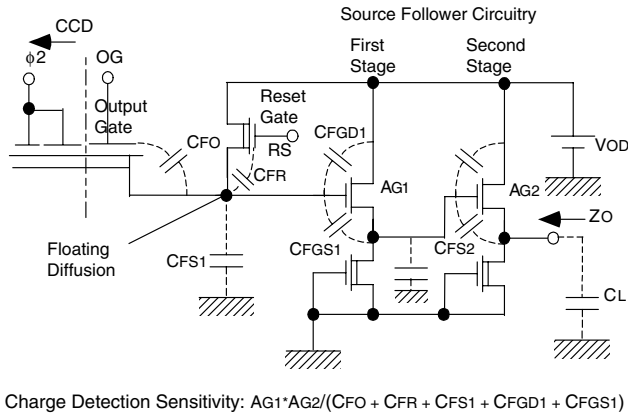 Source Follower Circuitry
CCD
First
Stage
Second
Stage
ϕ2
OG
Output
Gate
Reset
Gate
RS
CFO
CFR
CFGD1
VOD
AG1
AG2
ZO
Floating
Diffusion
CFS1
CFGS1
CFS2
CL
Charge Detection Sensitivity: AG1*AG2/(CFO + CFR + CFS1 + CFGD1 + CFGS1)